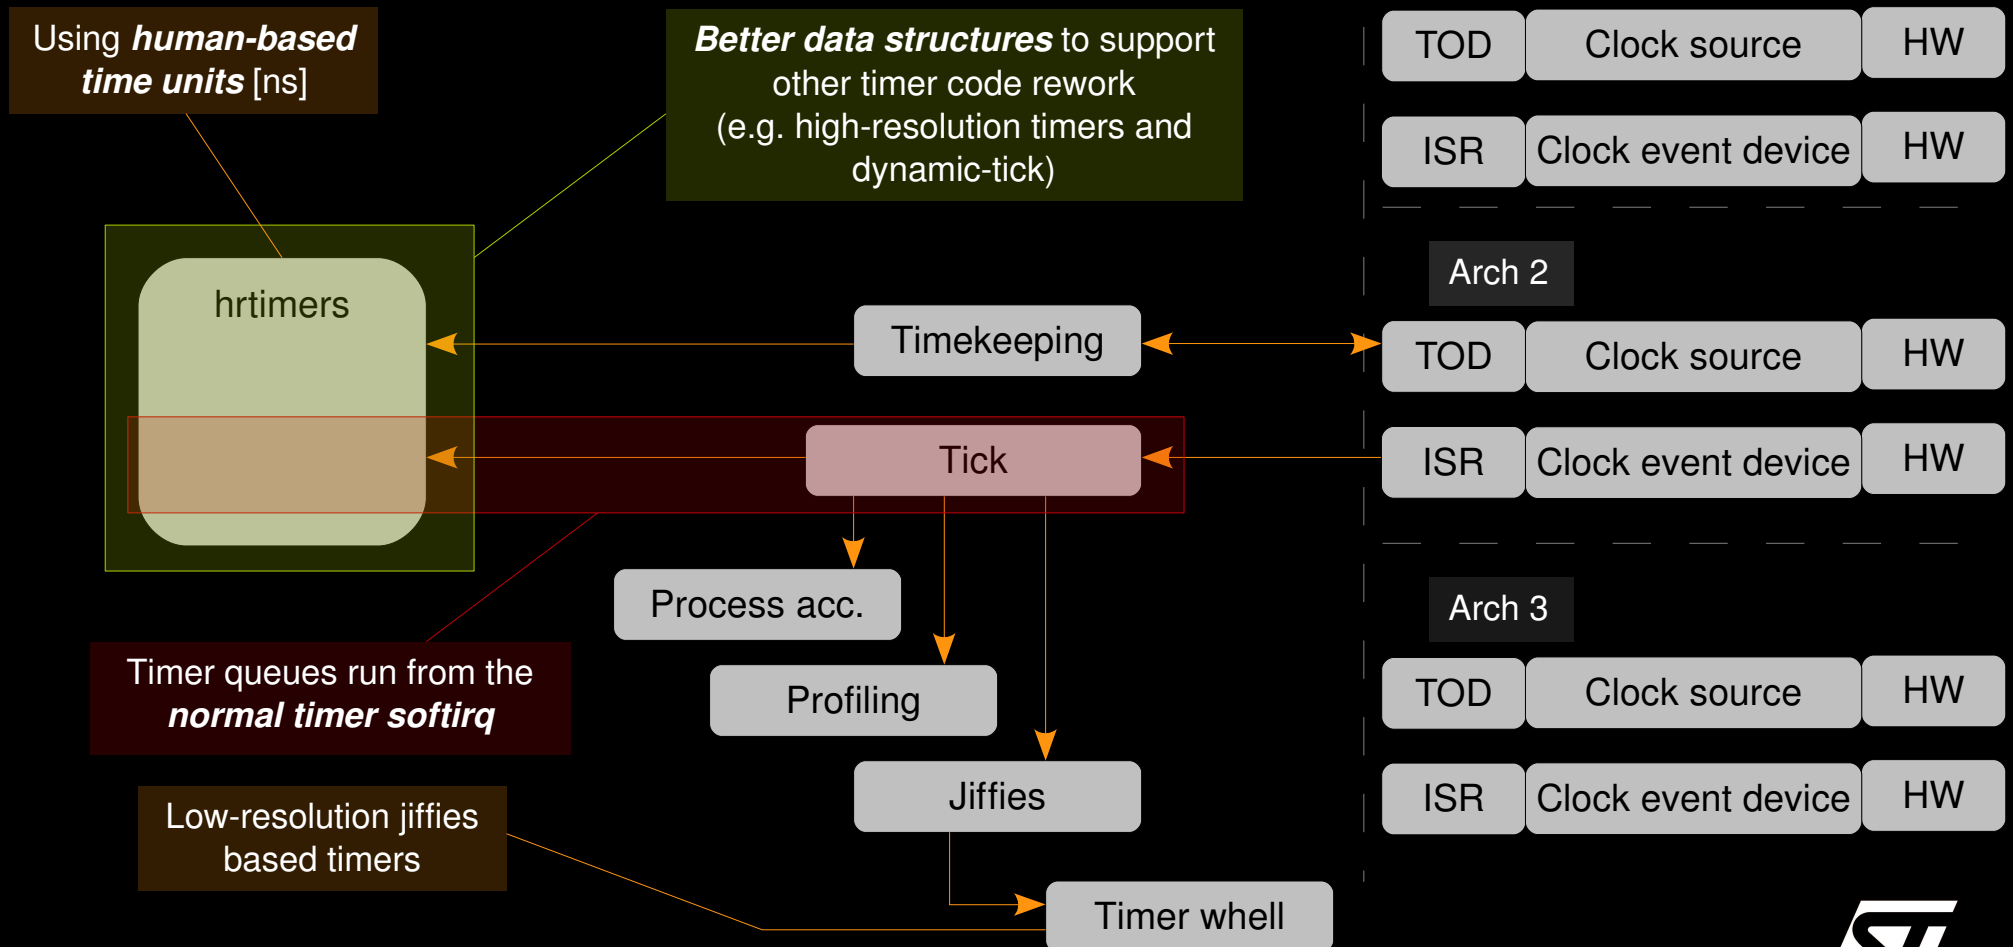 Using human-based
time units [ns]
Better data structures to support
other timer code rework
(e.g. high-resolution timers and
dynamic-tick)
TOD Clock source HW
ISR Clock event device HW
Arch 2
hrtimers
Timekeeping
TOD Clock source HW
Tick
ISR Clock event device HW
Process acc.
Arch 3
Timer queues run from the
normal timer softirq
Profiling
TOD Clock source HW
Low-resolution jiffies
based timers
Jiffies
ISR Clock event device HW
Timer whell
ST